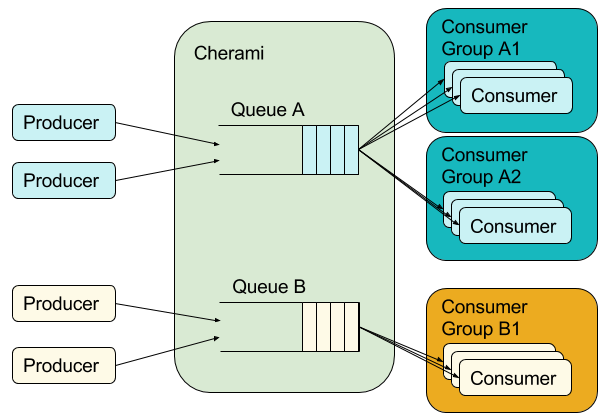 Cherami
Producer
Producer
Queue A
Consumer
Group A1
Consumer
Consumer
Group A2
Consumer
Producer
Producer
Queue B
Consumer
Group B1
Consumer